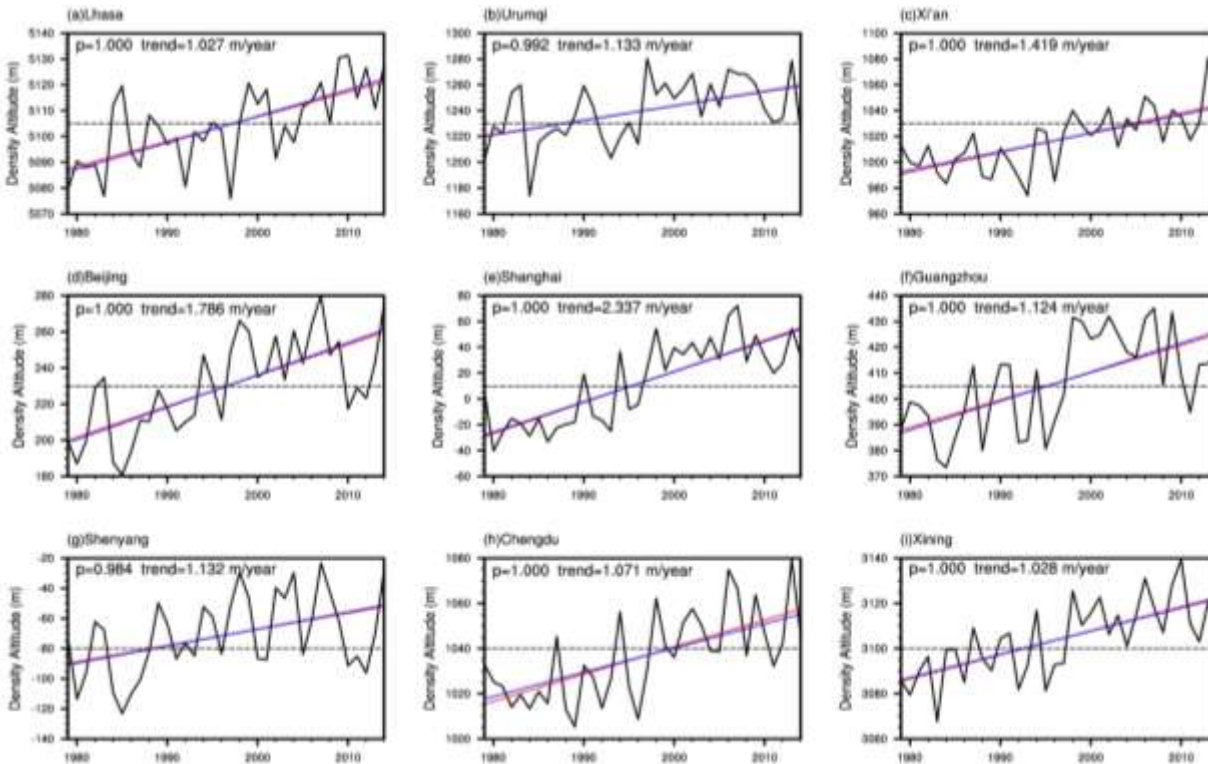 (a)Lhasa
p=1.000 trend=1.027 m/year
Density Altitude (m)
5130
5120
5110
5100
5090
5080
5070
1980 1990 2000 2010
(b)Urumqi
p=0.992 trend=1.133 m/year
Density Altitude (m)
1300
1280
1260
1240
1220
1200
1180
1160
1980 1990 2000 2010
(c)Xi'an
p=1.000 trend=1.419 m/year
Density Altitude (m)
1100
1080
1060
1040
1020
1000
980
960
1980 1990 2000 2010
(d)Beijing
p=1.000 trend=1.786 m/year
Density Altitude (m)
280
260
240
220
200
180
1980 1990 2000 2010
(e)Shanghai
p=1.000 trend=2.337 m/year
Density Altitude (m)
80
60
40
20
0
-20
-40
-60
1980 1990 2000 2010
(f)Guangzhou
p=1.000 trend=1.124 m/year
Density Altitude (m)
440
430
420
410
400
390
380
370
1980 1990 2000 2010
(g)Shenyang
p=0.984 trend=1.132 m/year
Density Altitude (m)
-20
-40
-60
-80
-100
-120
-140
1980 1990 2000 2010
(h)Chengdu
p=1.000 trend=1.071 m/year
Density Altitude (m)
1080
1060
1040
1020
1000
1980 1990 2000 2010
(i)Xining
p=1.000 trend=1.028 m/year
Density Altitude (m)
3140
3120
3100
3080
3060
1980 1990 2000 2010